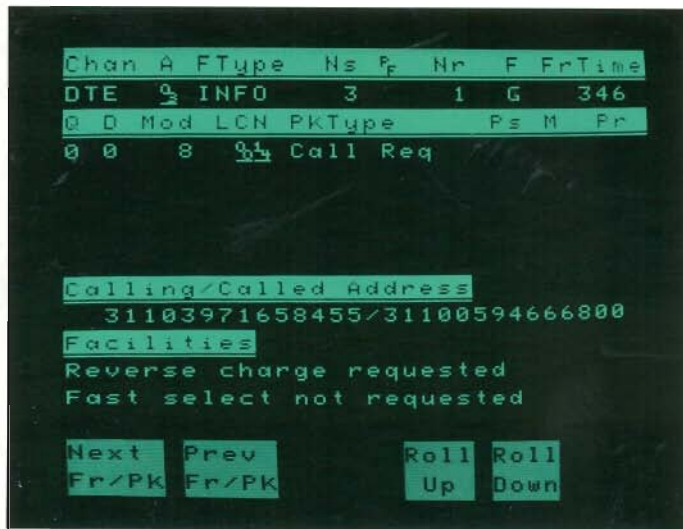 Chan A FType Ns PF Nr F FrTime
DTE 03 INFO 3 1 G 346
Q D Mod LCN PKType Ps M Pr
0 0 8 Call Req
Calling/Called Address
31103971658455/31100594666800
Facilities
Reverse charge requested
Fast select not requested
Next Prev Roll Roll
Fr/Pk Fr/Pk Up Down